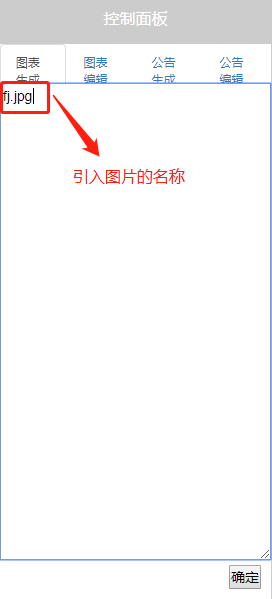 控制面板
图表 图表 公告 公告
生成 编辑 生成 编辑
fj.jpg
引入图片的名称
确定